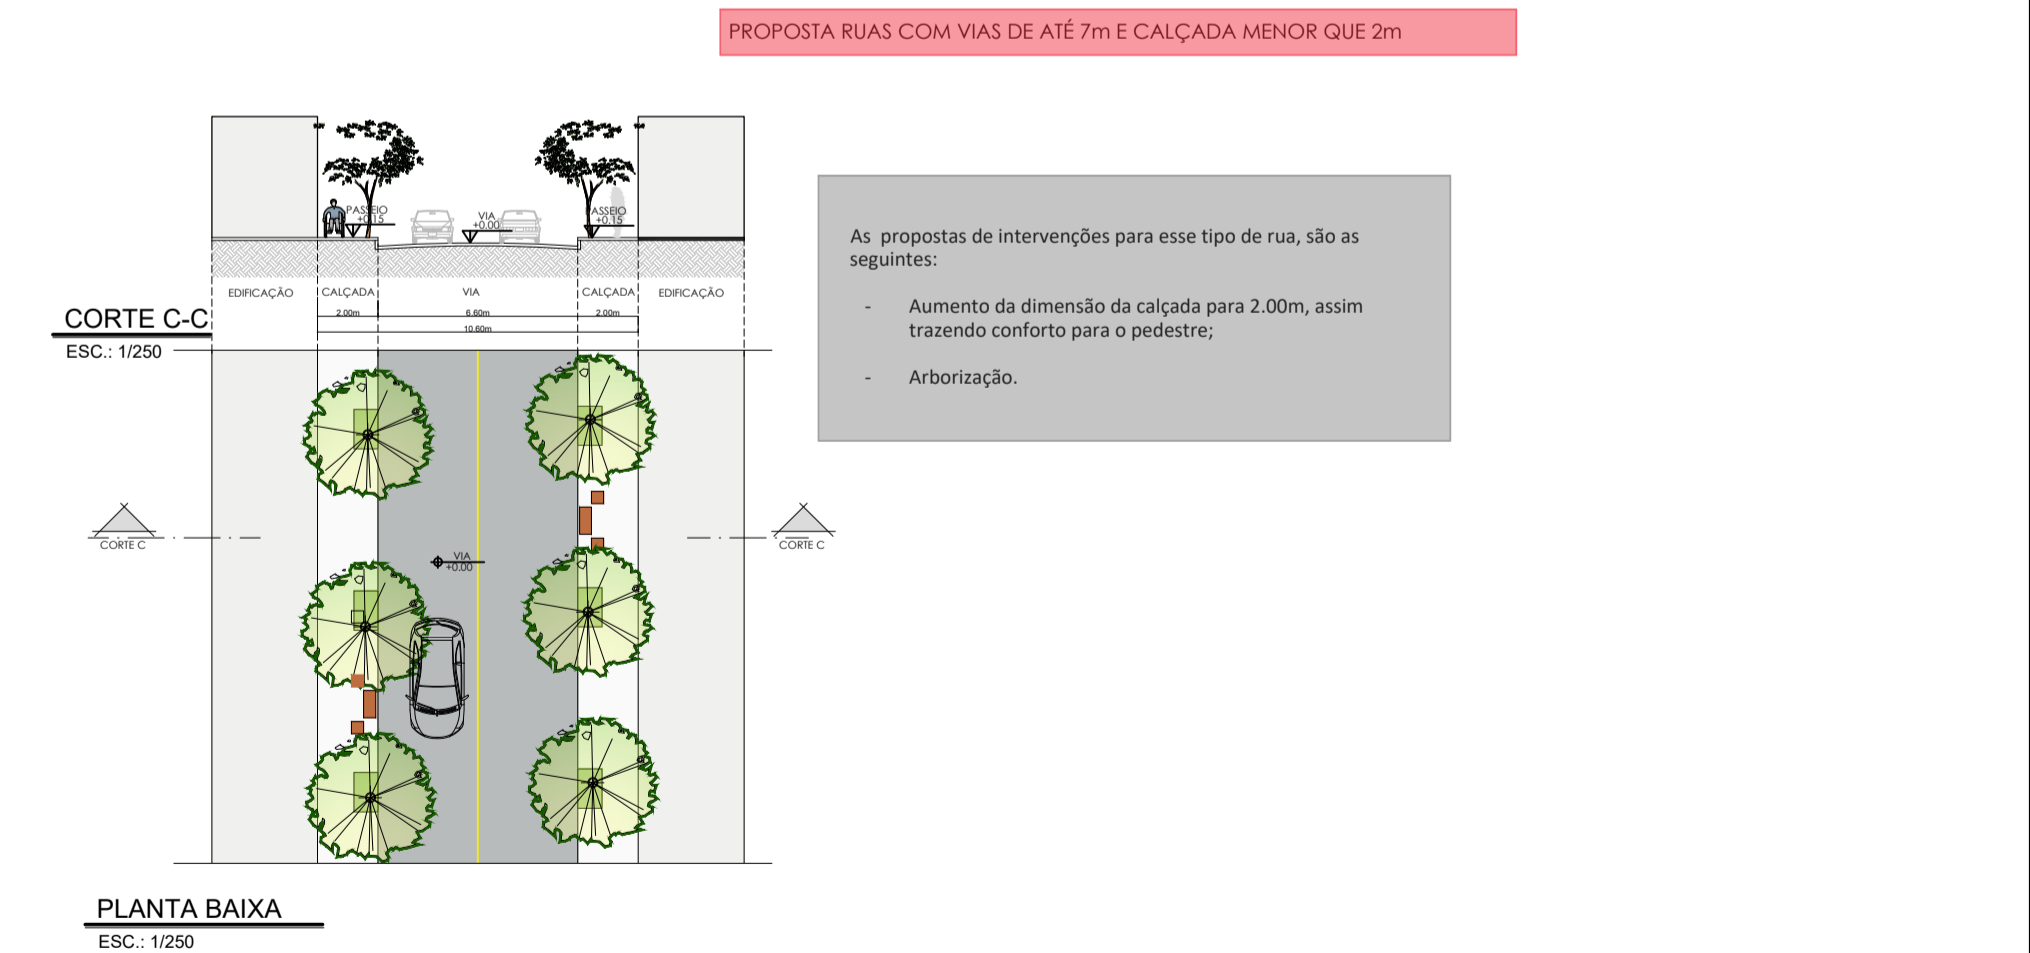 PROPOSTA RUAS COM VIAS DE ATÉ 7m E CALÇADA MENOR QUE 2m
PASSEIO
+0.15
VIA
+0.00
PASSEIO
+0.15
EDIFICAÇÃO
CALÇADA
VIA
CALÇADA
EDIFICAÇÃO
2.00m
6.60m
2.00m
10.60m
CORTE C-C
ESC.: 1/250
As propostas de intervenções para esse tipo de rua, são as
seguintes:
- Aumento da dimensão da calçada para 2.00m, assim
trazendo conforto para o pedestre;
- Arborização.
CORTE C
CORTE C
VIA
+0.00
PLANTA BAIXA
ESC.: 1/250